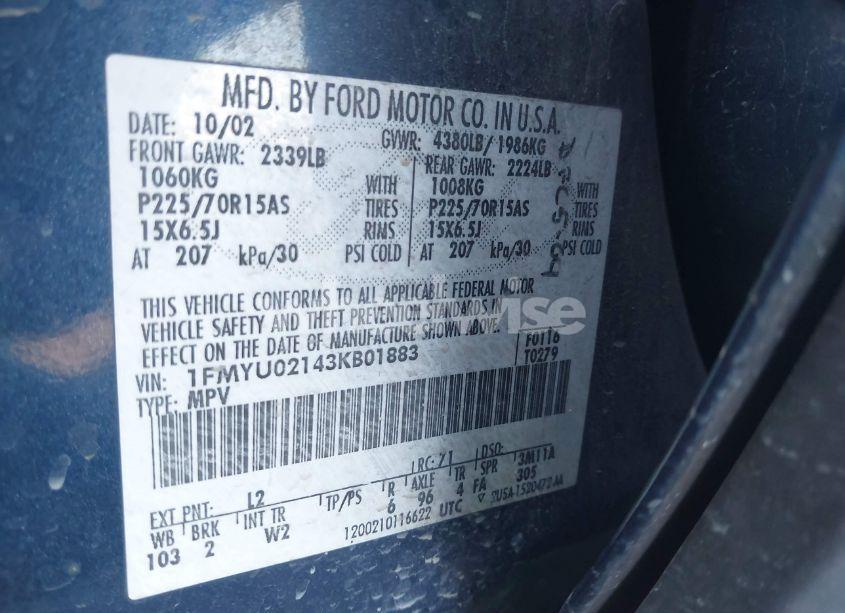 MFD. BY FORD MOTOR CO. IN U.S.A.
DATE: 10/02 GVWR: 4380LB/1986KG
FRONT GAWR: 2339LB REAR GAWR: 2224LB
1060KG WITH 1008KG WITH
P225/70R15AS TIRES P225/70R15AS TIRES
15X6.5J RIMS 15X6.5J RIMS
AT 207 kPa/30 PSI COLD AT 207 kPa/30 PSI COLD
THIS VEHICLE CONFORMS TO ALL APPLICABLE FEDERAL MOTOR
VEHICLE SAFETY AND THEFT PREVENTION STANDARDS IN
EFFECT ON THE DATE OF MANUFACTURE SHOWN ABOVE.
VIN: 1FMYU02143KB01883 F0116
TYPE: MPV T0279
EXT PNT: L2 RC: 71 DSO:
WB BRK INT TR TP/PS R AXLE TR SPR 3M11A
103 2 W2 6 96 4 FA 305
1200210116622 UTC